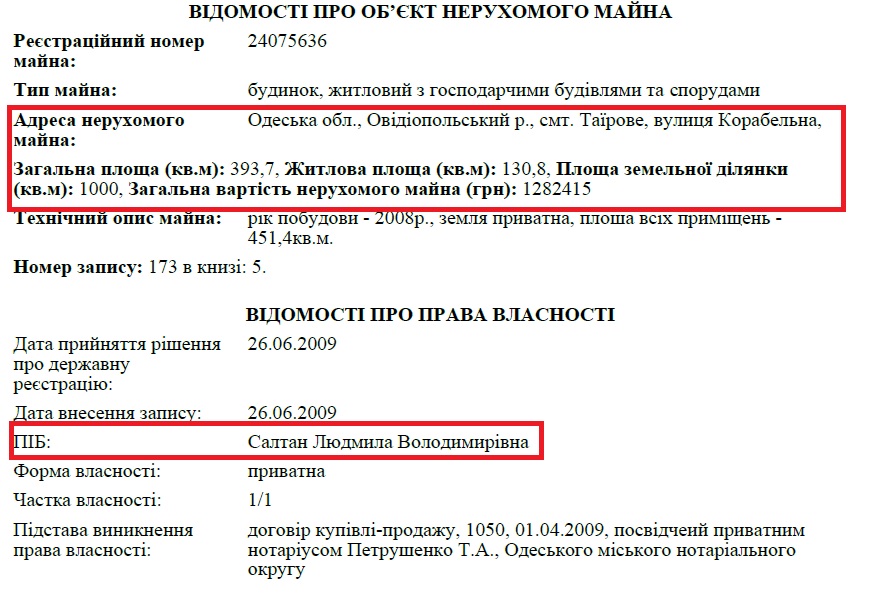 ВІДОМОСТІ ПРО ОБ’ЄКТ НЕРУХОМОГО МАЙНА
Реєстраційний номер майна: 24075636
Тип майна: будинок, житловий з господарчими будівлями та спорудами
Адреса нерухомого майна: Одеська обл., Овідіопольський р., смт. Таїрове, вулиця Корабельна,
Загальна площа (кв.м): 393,7, Житлова площа (кв.м): 130,8, Площа земельної ділянки
(кв.м): 1000, Загальна вартість нерухомого майна (грн): 1282415
Технічний опис майна: рік побудови - 2008р., земля приватна, площа всіх приміщень -
451,4кв.м.
Номер запису: 173 в книзі: 5.
ВІДОМОСТІ ПРО ПРАВА ВЛАСНОСТІ
Дата прийняття рішення про державну реєстрацію: 26.06.2009
Дата внесення запису: 26.06.2009
ПІБ: Салтан Людмила Володимирівна
Форма власності: приватна
Частка власності: 1/1
Підстава виникнення права власності: договір купівлі-продажу, 1050, 01.04.2009, посвідчеий приватним
нотаріусом Петрушенко Т.А., Одеського міського нотаріального
округу